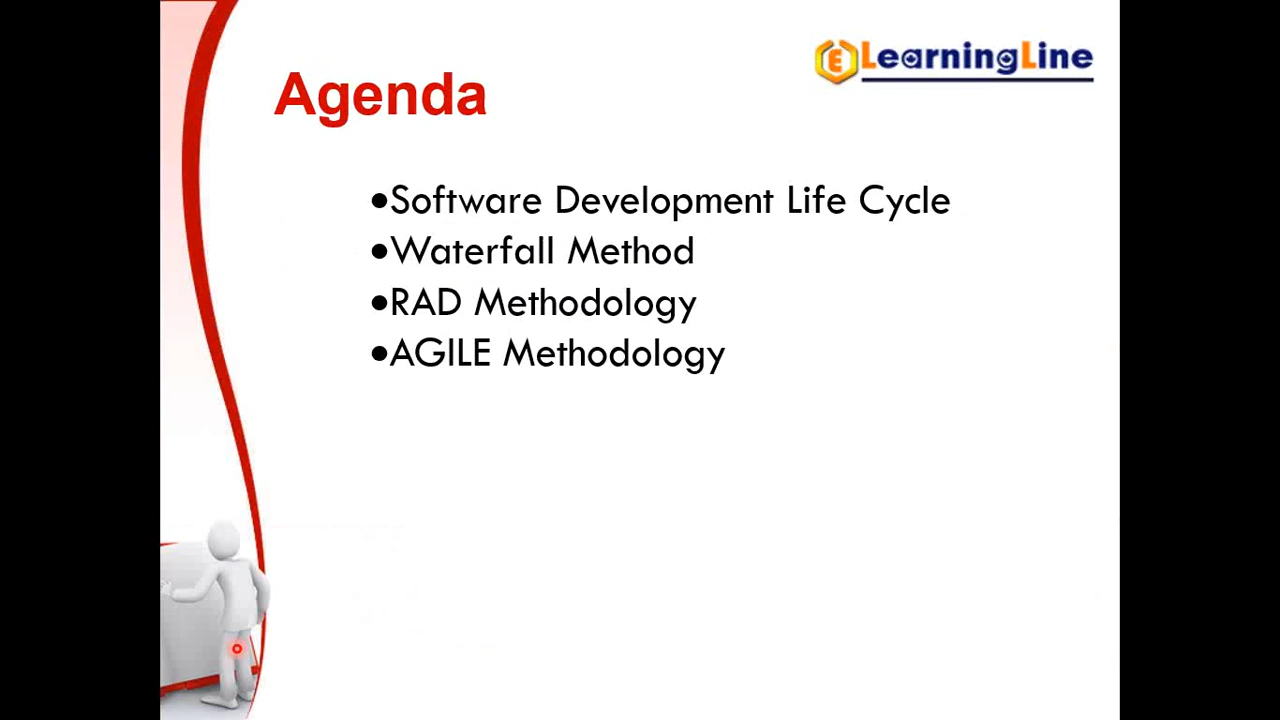 E LearningLine
Agenda
•Software Development Life Cycle
•Waterfall Method
•RAD Methodology
•AGILE Methodology